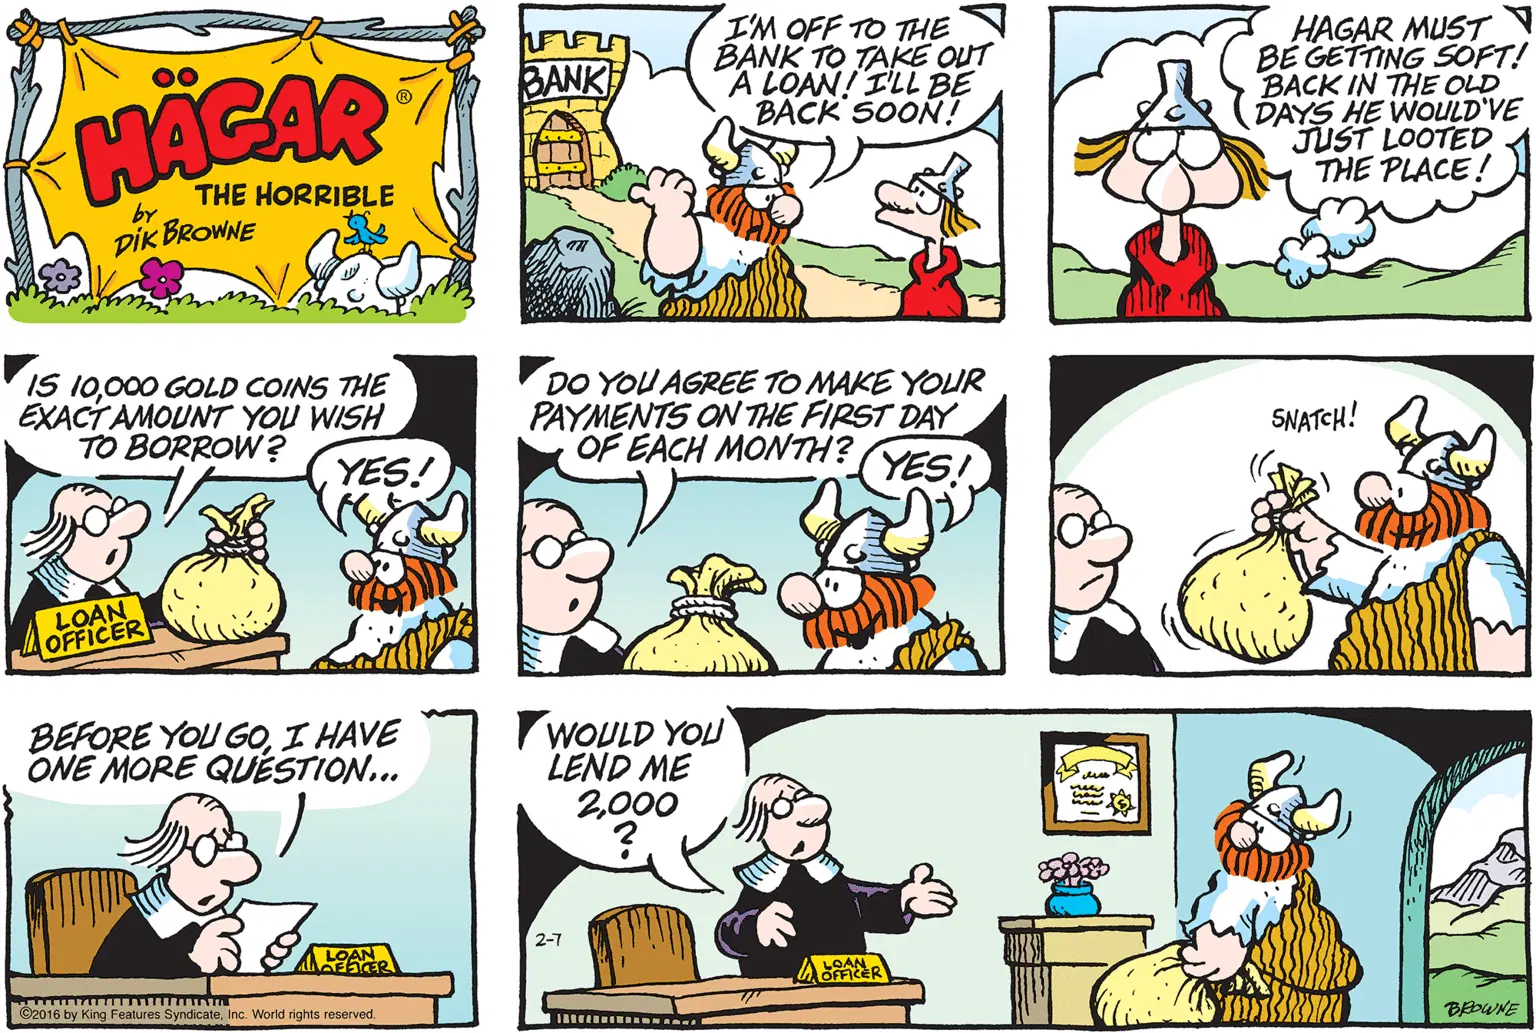 HÄGAR ®
THE HORRIBLE
by
DIK BROWNE
BANK
I'M OFF TO THE
BANK TO TAKE OUT
A LOAN! I'LL BE
BACK SOON!
HAGAR MUST
BE GETTING SOFT!
BACK IN THE OLD
DAYS HE WOULD'VE
JUST LOOTED
THE PLACE!
IS 10,000 GOLD COINS THE
EXACT AMOUNT YOU WISH
TO BORROW?
YES!
LOAN
OFFICER
DO YOU AGREE TO MAKE YOUR
PAYMENTS ON THE FIRST DAY
OF EACH MONTH?
YES!
SNATCH!
BEFORE YOU GO, I HAVE
ONE MORE QUESTION...
LOAN
OFFICER
©2016 by King Features Syndicate, Inc. World rights reserved.
WOULD YOU
LEND ME
2,000
?
LOAN
OFFICER
2-7
BROWNE